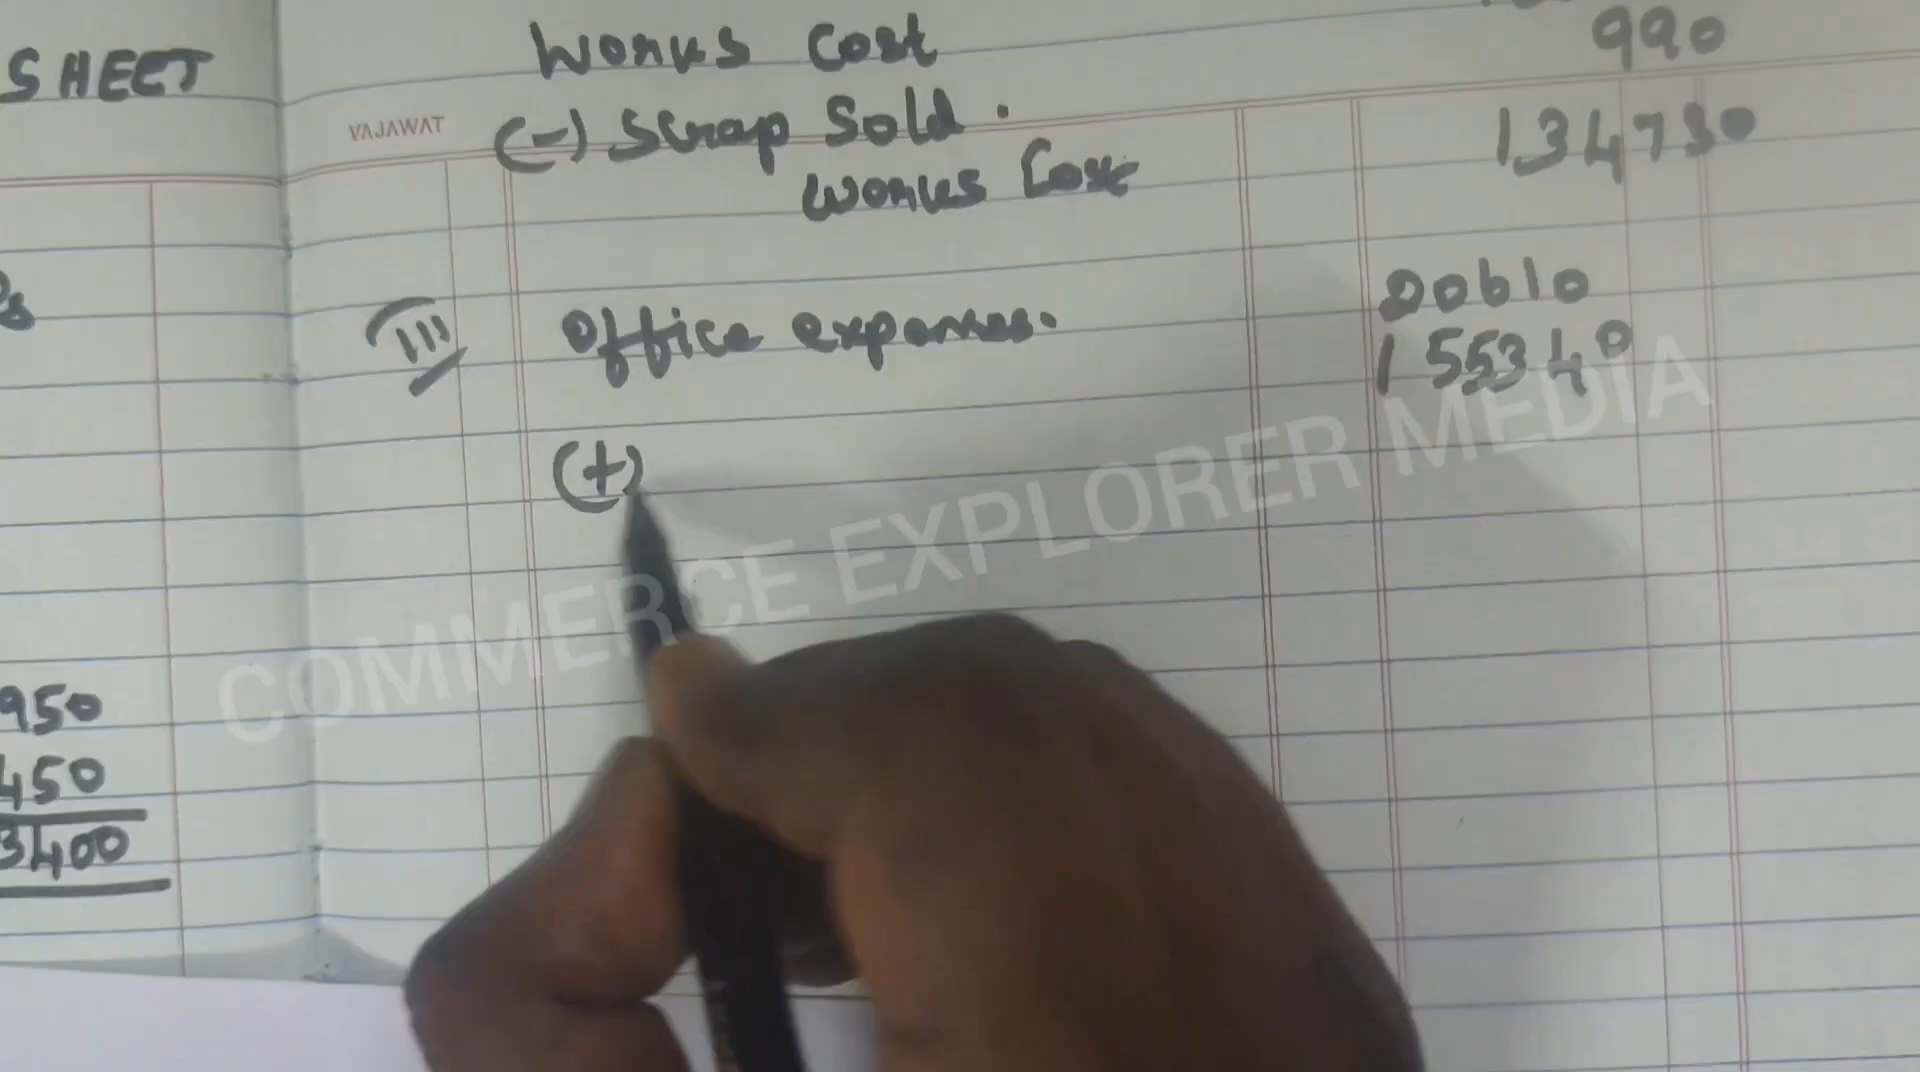 SHEET
950
450
3400
Works Cost
990
VAJAWAT
(-) Scrap Sold.
134730
Works Cost
III Office expenses.
20610
155340
(+)
COMMERCE EXPLORER MEDIA